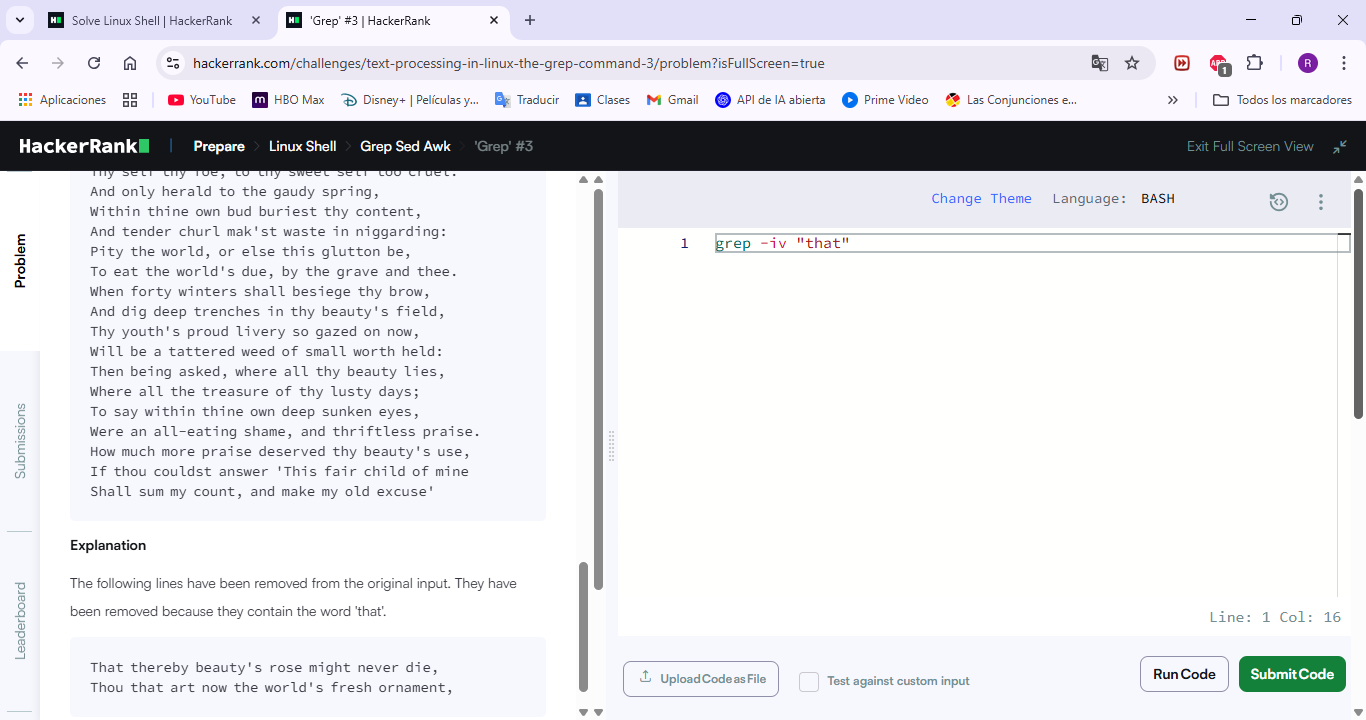 Solve Linux Shell | HackerRank
'Grep' #3 | HackerRank
hackerrank.com/challenges/text-processing-in-linux-the-grep-command-3/problem?isFullScreen=true
1
R
Aplicaciones
YouTube
HBO Max
Disney+ | Películas y...
Traducir
Clases
Gmail
API de IA abierta
Prime Video
Las Conjunciones e...
Todos los marcadores
HackerRank
Prepare
Linux Shell
Grep Sed Awk
'Grep' #3
Exit Full Screen View
Problem
Submissions
Leaderboard
Thy self thy foe, to thy sweet self too cruel:
And only herald to the gaudy spring,
Within thine own bud buriest thy content,
And tender churl mak'st waste in niggarding:
Pity the world, or else this glutton be,
To eat the world's due, by the grave and thee.
When forty winters shall besiege thy brow,
And dig deep trenches in thy beauty's field,
Thy youth's proud livery so gazed on now,
Will be a tattered weed of small worth held:
Then being asked, where all thy beauty lies,
Where all the treasure of thy lusty days;
To say within thine own deep sunken eyes,
Were an all-eating shame, and thriftless praise.
How much more praise deserved thy beauty's use,
If thou couldst answer 'This fair child of mine
Shall sum my count, and make my old excuse'
Explanation
The following lines have been removed from the original input. They have
been removed because they contain the word 'that'.
That thereby beauty's rose might never die,
Thou that art now the world's fresh ornament,
Change Theme
Language: BASH
1
grep -iv "that"
Line: 1 Col: 16
Upload Code as File
Test against custom input
Run Code
Submit Code